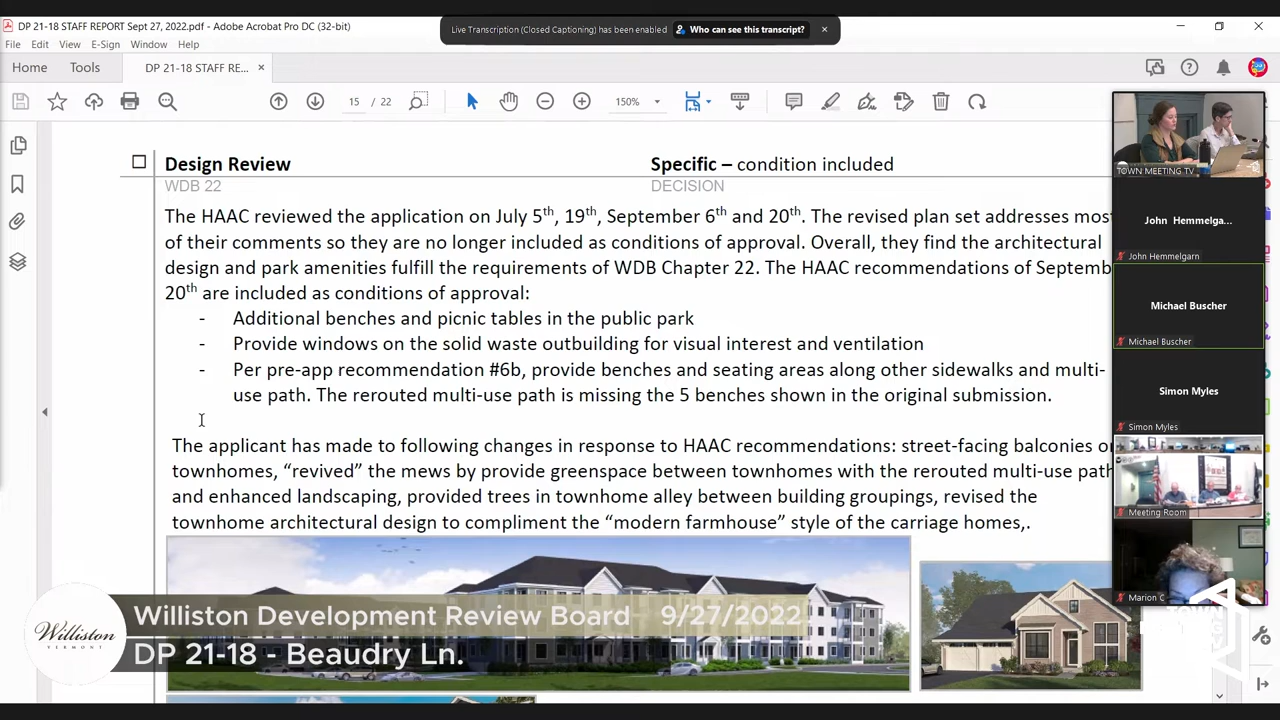 DP 21-18 STAFF REPORT Sept 27, 2022.pdf - Adobe Acrobat Pro DC (32-bit)
Live Transcription (Closed Captioning) has been enabled
Who can see this transcript?
File Edit View E-Sign Window Help
Home Tools DP 21-18 STAFF RE...
15 / 22 150%
Design Review Specific – condition included
WDB 22 DECISION
The HAAC reviewed the application on July 5th, 19th, September 6th and 20th. The revised plan set addresses most
of their comments so they are no longer included as conditions of approval. Overall, they find the architectural
design and park amenities fulfill the requirements of WDB Chapter 22. The HAAC recommendations of Septemb
20th are included as conditions of approval:
- Additional benches and picnic tables in the public park
- Provide windows on the solid waste outbuilding for visual interest and ventilation
- Per pre-app recommendation #6b, provide benches and seating areas along other sidewalks and multi-
use path. The rerouted multi-use path is missing the 5 benches shown in the original submission.
The applicant has made to following changes in response to HAAC recommendations: street-facing balconies on
townhomes, “revived” the mews by provide greenspace between townhomes with the rerouted multi-use path
and enhanced landscaping, provided trees in townhome alley between building groupings, revised the
townhome architectural design to compliment the “modern farmhouse” style of the carriage homes,.
TOWN MEETING TV
John Hemmelga...
John Hemmelgarn
Michael Buscher
Michael Buscher
Simon Myles
Simon Myles
Meeting Room
Marion C
Williston
VERMONT
Williston Development Review Board - 9/27/2022
DP 21-18 - Beaudry Ln.